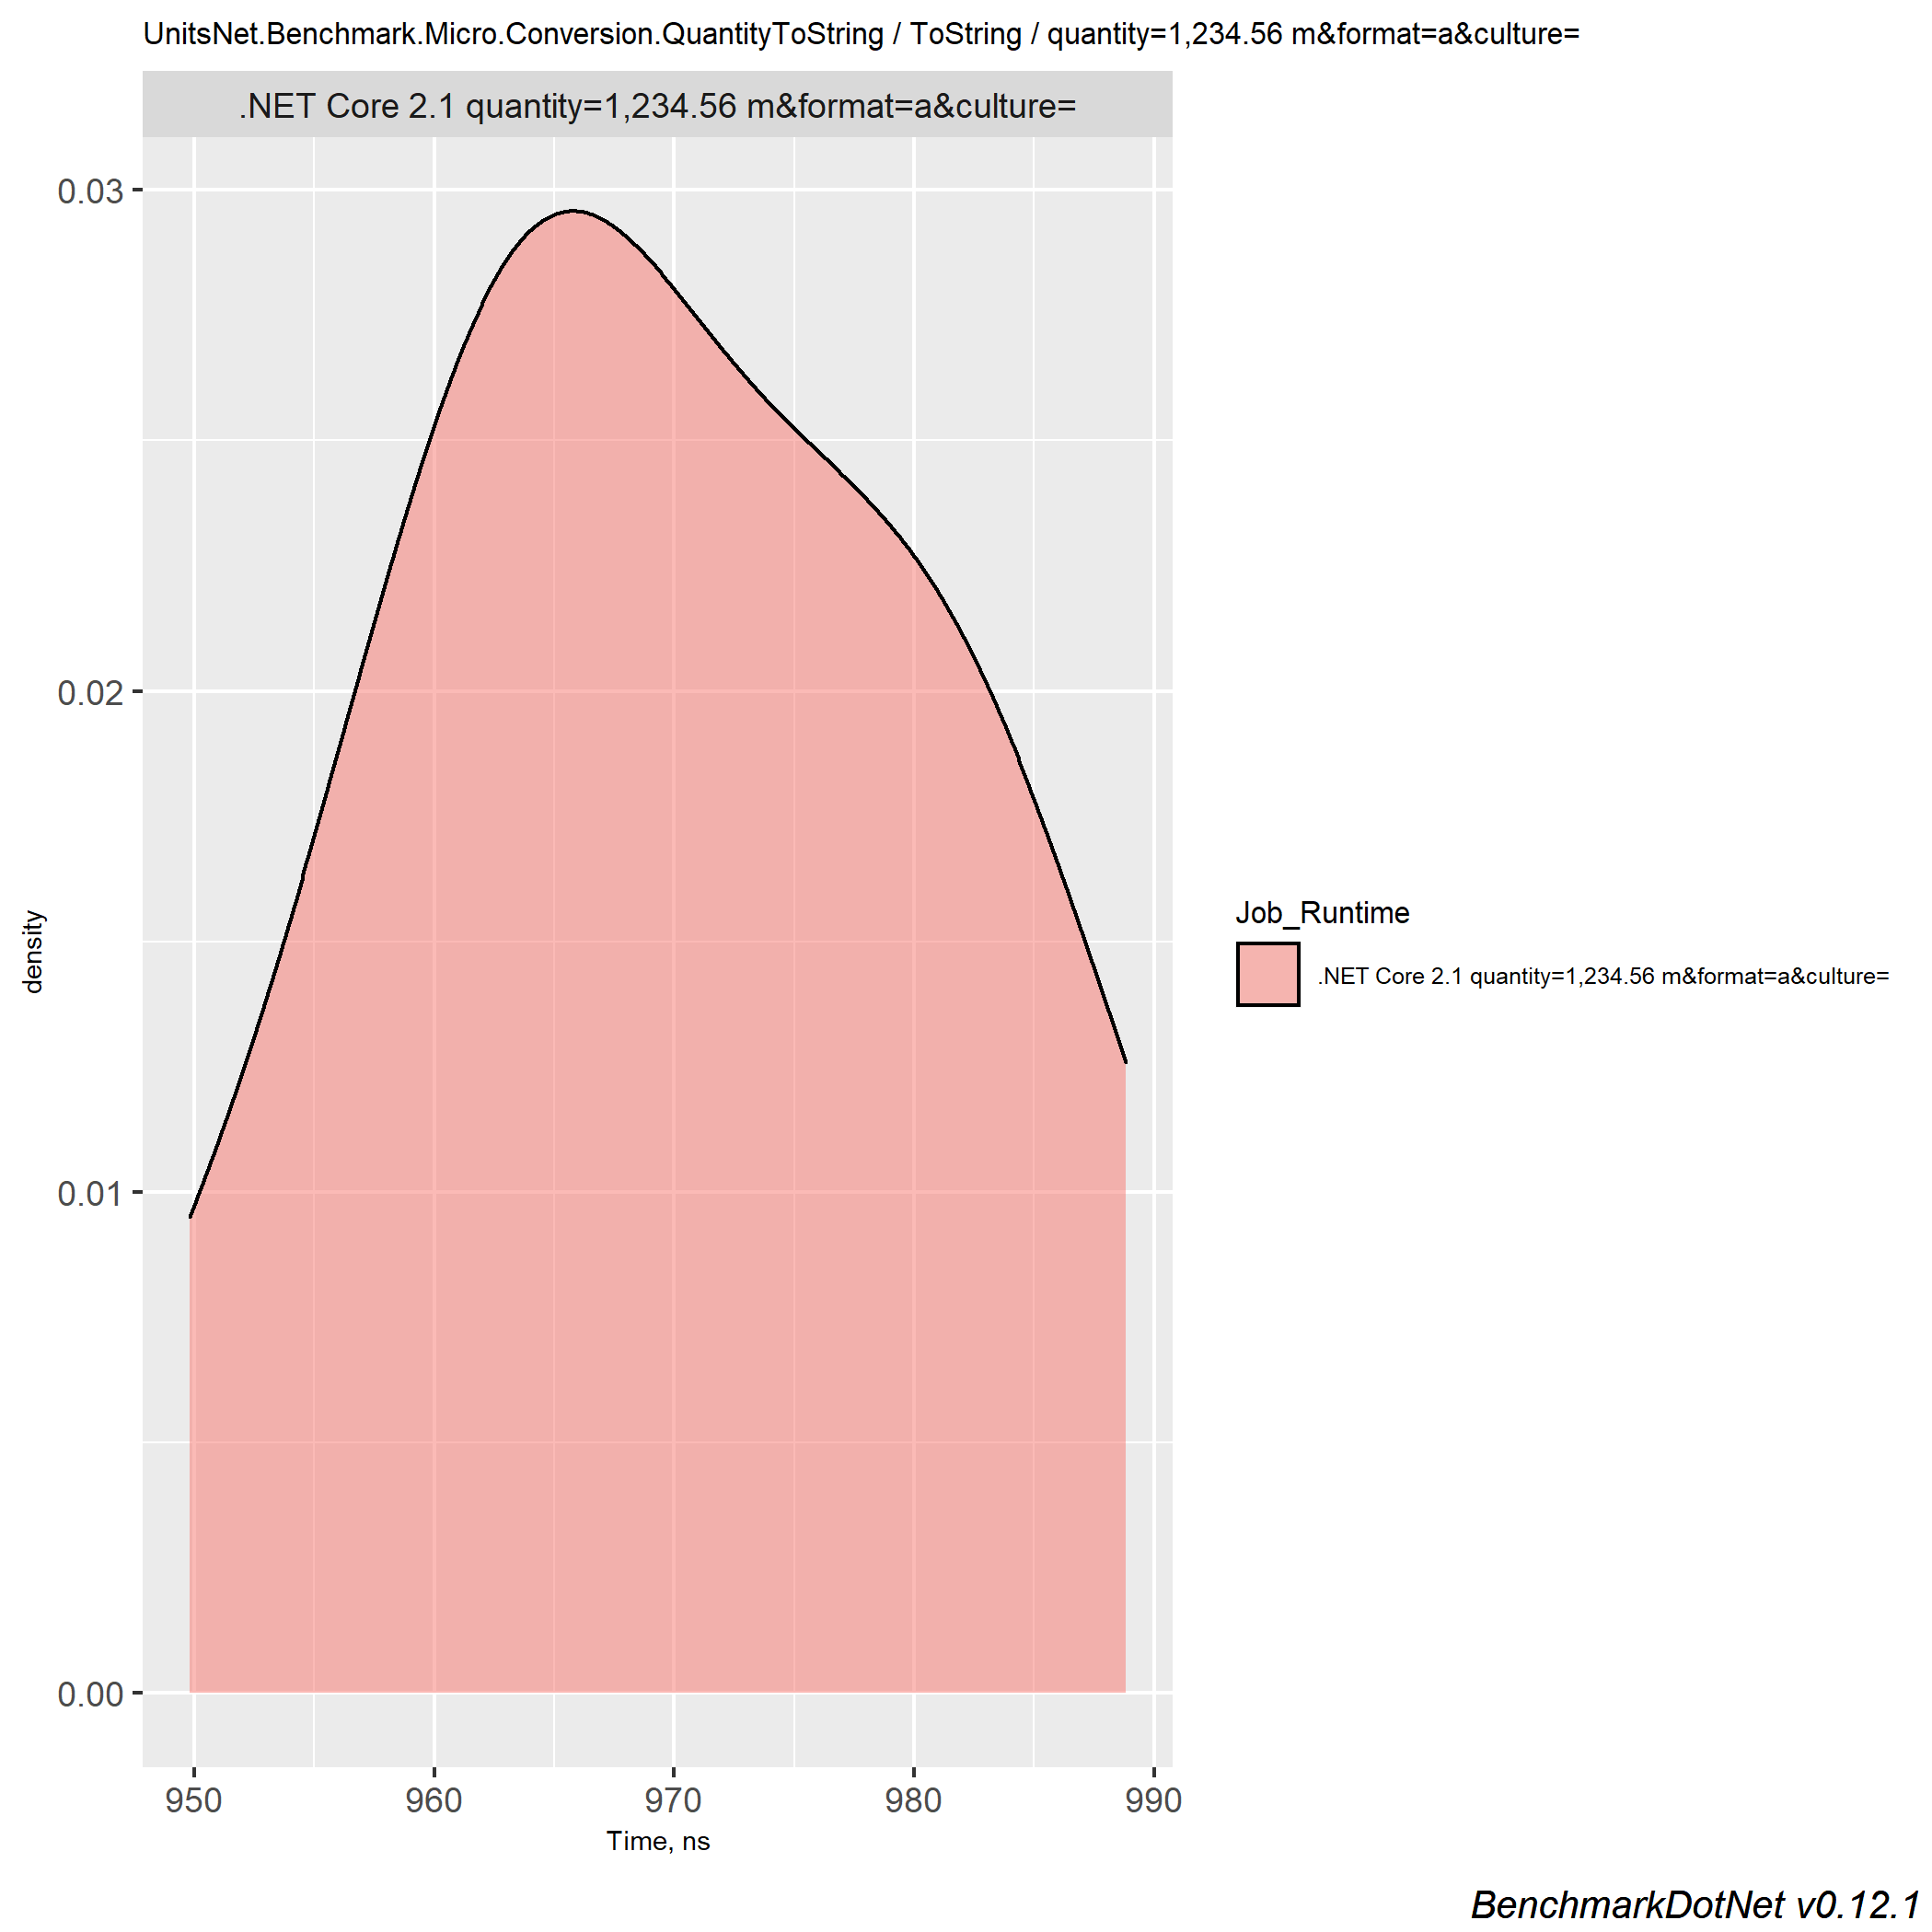 UnitsNet.Benchmark.Micro.Conversion.QuantityToString / ToString / quantity=1,234.56 m&format=a&culture=
.NET Core 2.1 quantity=1,234.56 m&format=a&culture=
0.03
0.02
0.01
0.00
density
950 960 970 980 990
Time, ns
Job_Runtime
.NET Core 2.1 quantity=1,234.56 m&format=a&culture=
BenchmarkDotNet v0.12.1